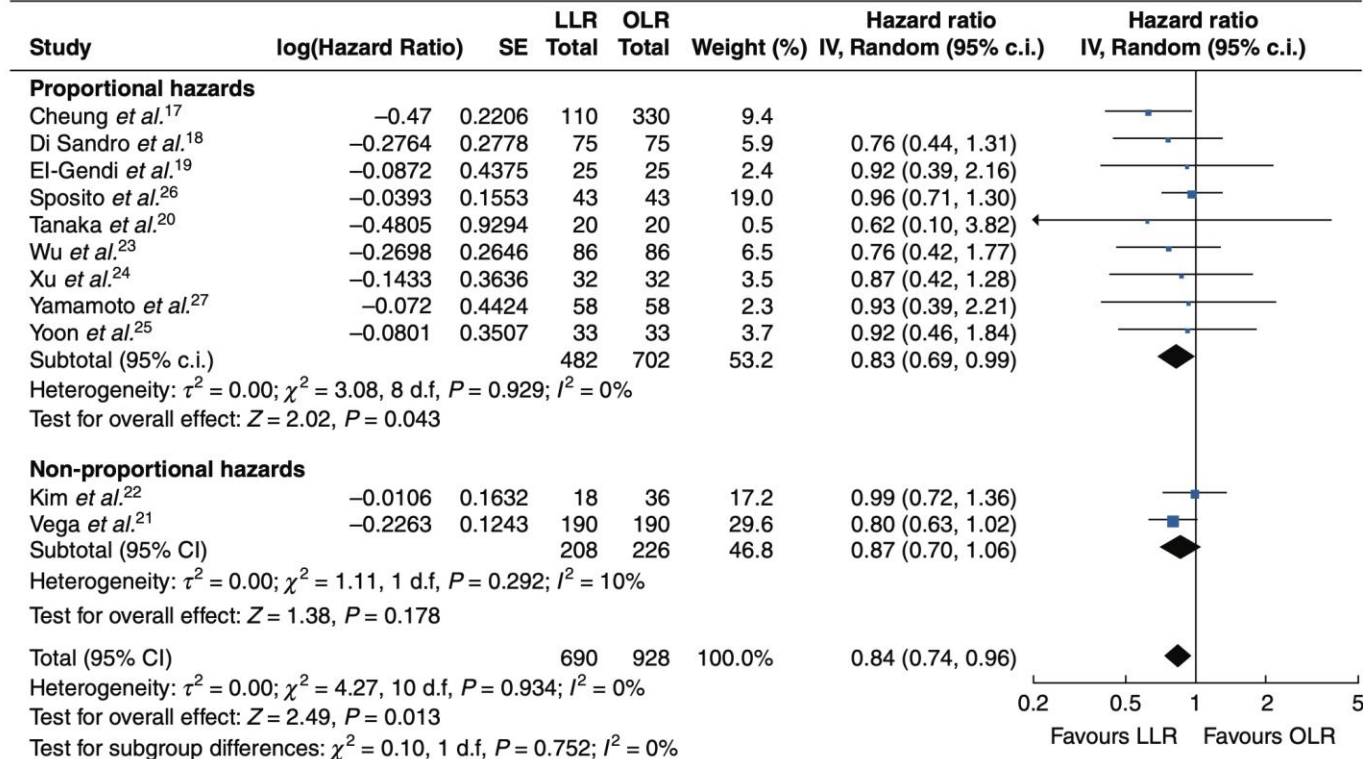 LLR OLR Hazard ratio Hazard ratio
Study log(Hazard Ratio) SE Total Total Weight (%) IV, Random (95% c.i.) IV, Random (95% c.i.)
Proportional hazards
Cheung et al.17 –0.47 0.2206 110 330 9.4
Di Sandro et al.18 –0.2764 0.2778 75 75 5.9 0.76 (0.44, 1.31)
El-Gendi et al.19 –0.0872 0.4375 25 25 2.4 0.92 (0.39, 2.16)
Sposito et al.26 –0.0393 0.1553 43 43 19.0 0.96 (0.71, 1.30)
Tanaka et al.20 –0.4805 0.9294 20 20 0.5 0.62 (0.10, 3.82)
Wu et al.23 –0.2698 0.2646 86 86 6.5 0.76 (0.42, 1.77)
Xu et al.24 –0.1433 0.3636 32 32 3.5 0.87 (0.42, 1.28)
Yamamoto et al.27 –0.072 0.4424 58 58 2.3 0.93 (0.39, 2.21)
Yoon et al.25 –0.0801 0.3507 33 33 3.7 0.92 (0.46, 1.84)
Subtotal (95% c.i.) 482 702 53.2 0.83 (0.69, 0.99)
Heterogeneity: τ² = 0.00; χ² = 3.08, 8 d.f, P = 0.929; I² = 0%
Test for overall effect: Z = 2.02, P = 0.043
Non-proportional hazards
Kim et al.22 –0.0106 0.1632 18 36 17.2 0.99 (0.72, 1.36)
Vega et al.21 –0.2263 0.1243 190 190 29.6 0.80 (0.63, 1.02)
Subtotal (95% CI) 208 226 46.8 0.87 (0.70, 1.06)
Heterogeneity: τ² = 0.00; χ² = 1.11, 1 d.f, P = 0.292; I² = 10%
Test for overall effect: Z = 1.38, P = 0.178
Total (95% CI) 690 928 100.0% 0.84 (0.74, 0.96)
Heterogeneity: τ² = 0.00; χ² = 4.27, 10 d.f, P = 0.934; I² = 0%
0.2 0.5 1 2 5
Test for overall effect: Z = 2.49, P = 0.013
Favours LLR Favours OLR
Test for subgroup differences: χ² = 0.10, 1 d.f, P = 0.752; I² = 0%